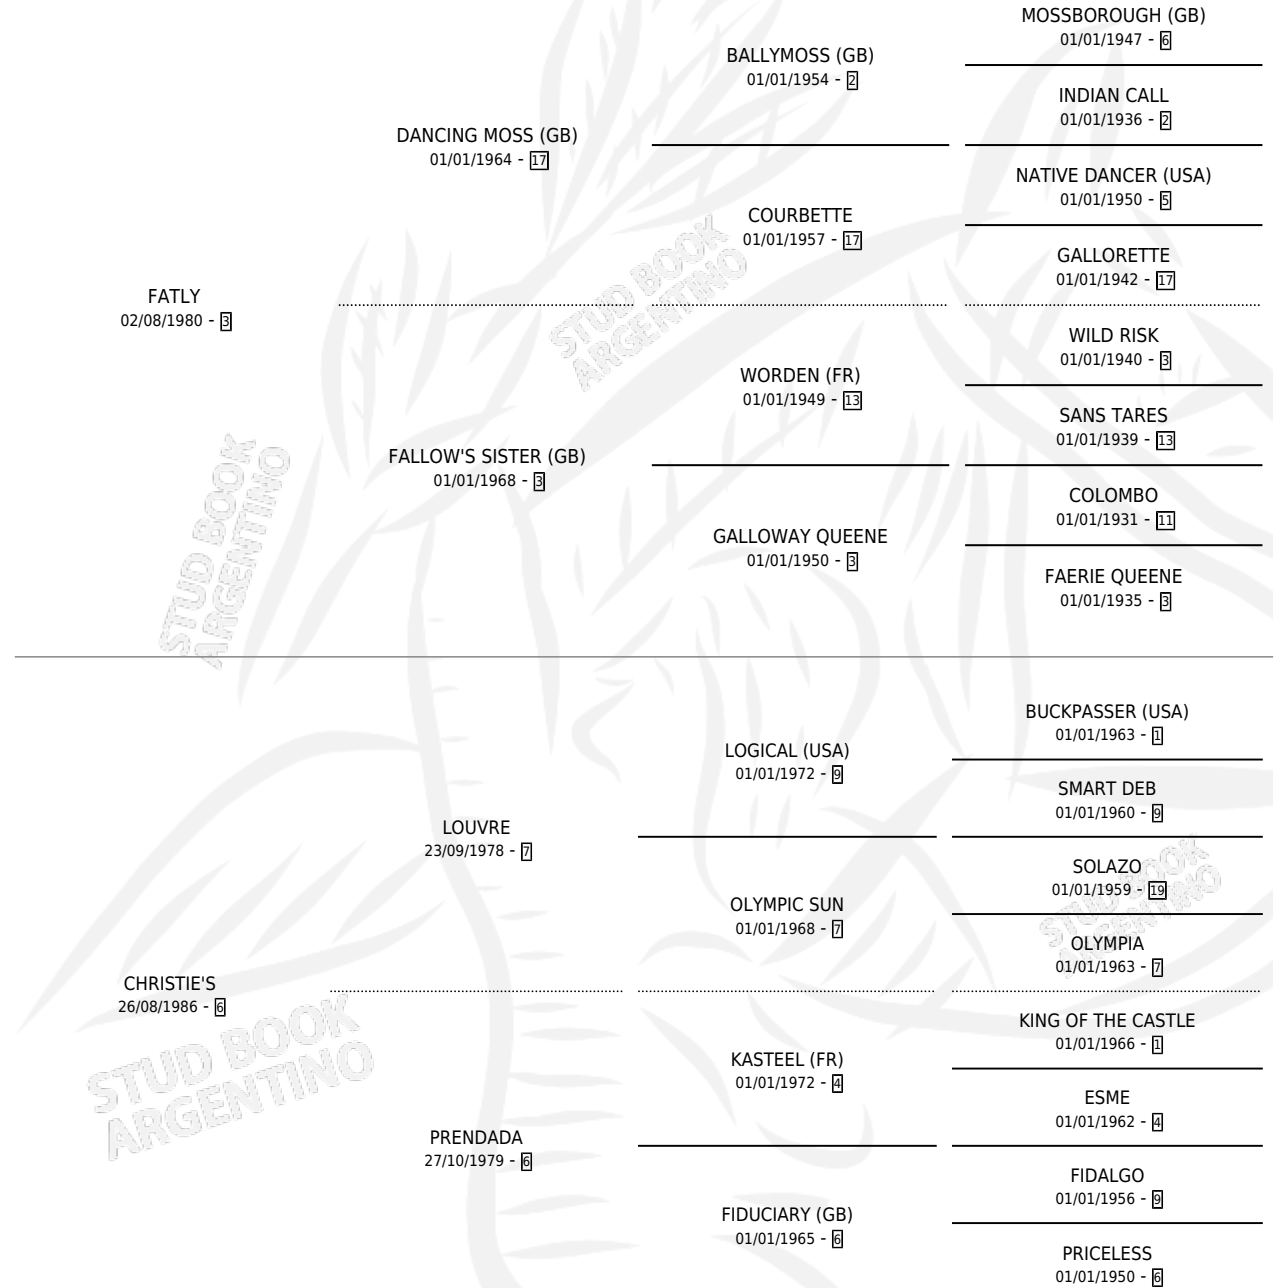 MOSSBOROUGH (GB)
01/01/1947 - 6
BALLYMOSS (GB)
01/01/1954 - 2
INDIAN CALL
01/01/1936 - 2
DANCING MOSS (GB)
01/01/1964 - 17
NATIVE DANCER (USA)
01/01/1950 - 5
COURBETTE
01/01/1957 - 17
GALLORETTE
01/01/1942 - 17
STUD BOOK
ARGENTINO
FATLY
02/08/1980 - 3
WILD RISK
01/01/1940 - 3
WORDEN (FR)
01/01/1949 - 13
SANS TARES
01/01/1939 - 13
FALLOW'S SISTER (GB)
01/01/1968 - 3
COLOMBO
01/01/1931 - 11
GALLOWAY QUEENE
01/01/1950 - 3
FAERIE QUEENE
01/01/1935 - 3
STUD BOOK
ARGENTINO
BUCKPASSER (USA)
01/01/1963 - 1
LOGICAL (USA)
01/01/1972 - 9
SMART DEB
01/01/1960 - 9
LOUVRE
23/09/1978 - 7
SOLAZO
01/01/1959 - 19
OLYMPIC SUN
01/01/1968 - 7
STUD BOOK
ARGENTINO
OLYMPIA
01/01/1963 - 7
CHRISTIE'S
26/08/1986 - 6
KING OF THE CASTLE
01/01/1966 - 1
KASTEEL (FR)
01/01/1972 - 4
ESME
01/01/1962 - 4
STUD BOOK
ARGENTINO
PRENDADA
27/10/1979 - 6
FIDALGO
01/01/1956 - 9
FIDUCIARY (GB)
01/01/1965 - 6
PRICELESS
01/01/1950 - 6